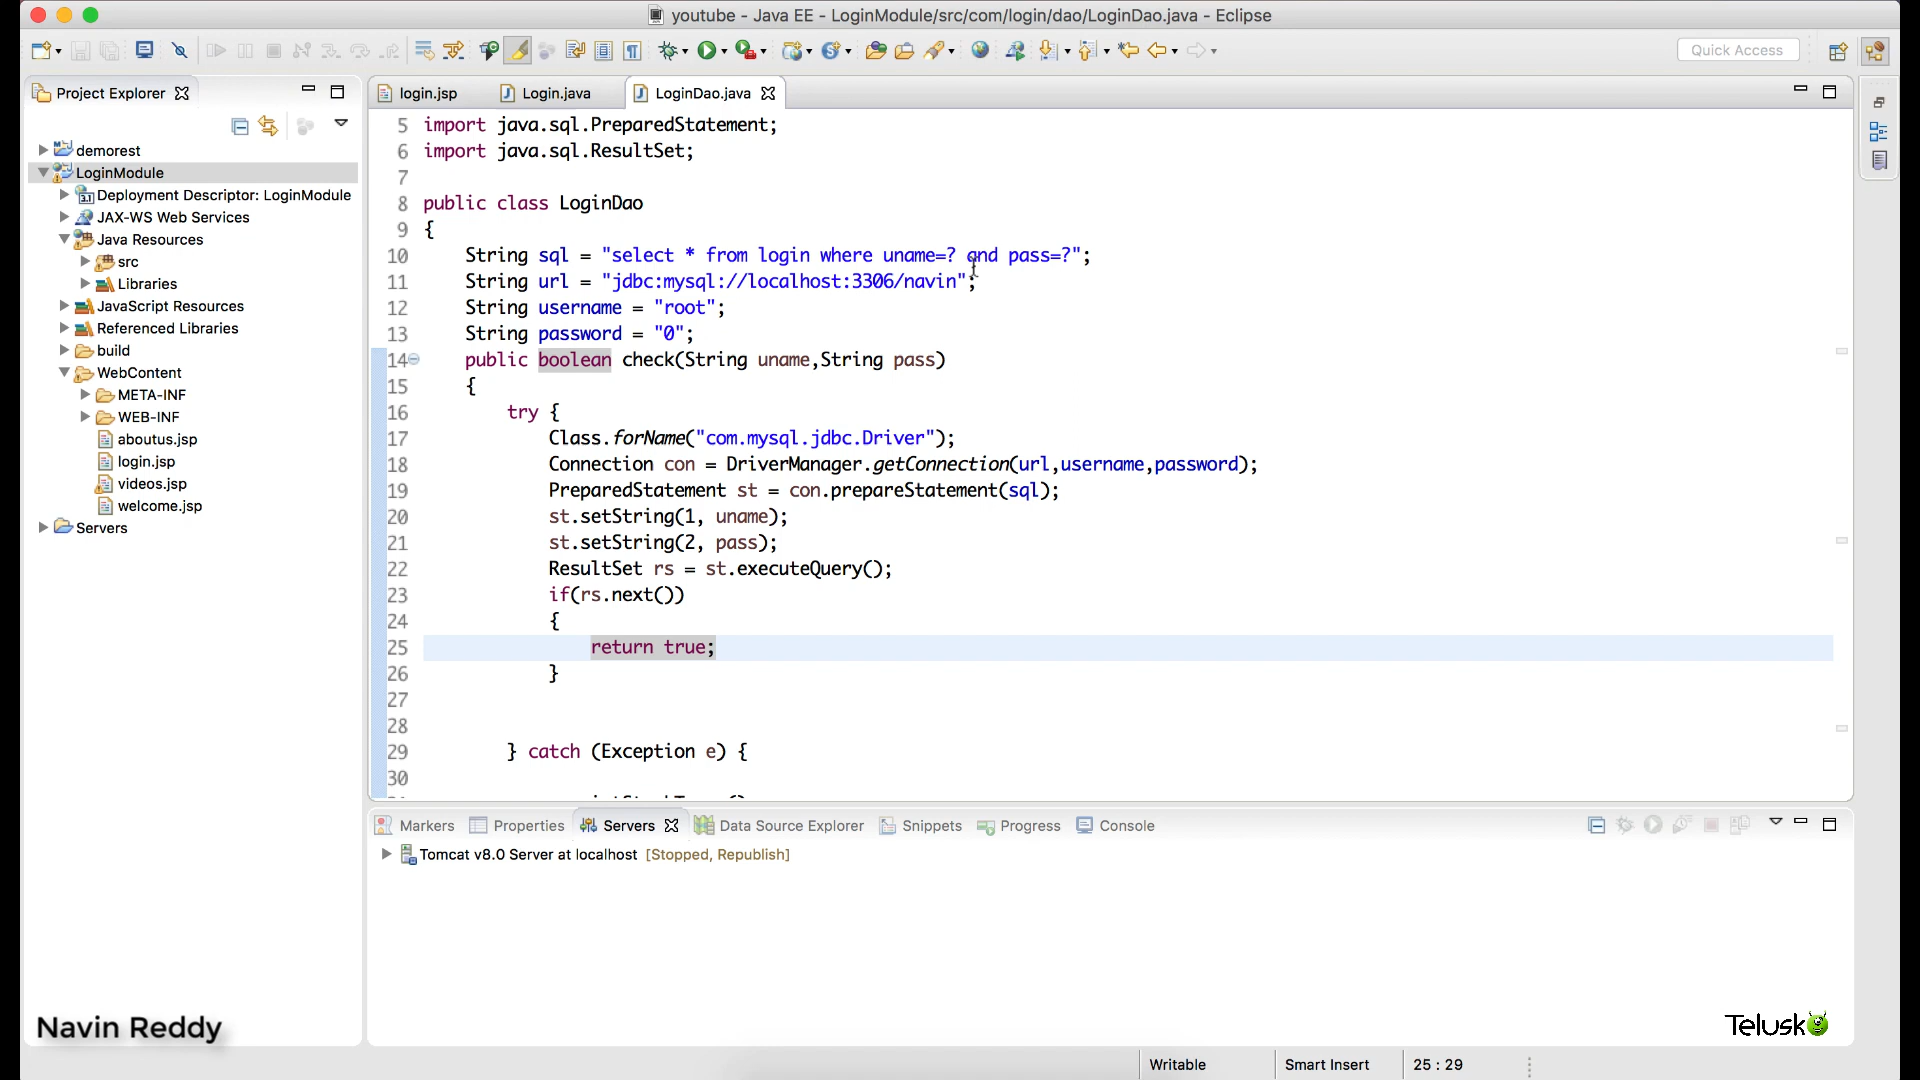 youtube - Java EE - LoginModule/src/com/login/dao/LoginDao.java - Eclipse
Quick Access
Project Explorer
demorest
LoginModule
Deployment Descriptor: LoginModule
JAX-WS Web Services
Java Resources
src
Libraries
JavaScript Resources
Referenced Libraries
build
WebContent
META-INF
WEB-INF
aboutus.jsp
login.jsp
videos.jsp
welcome.jsp
Servers
login.jsp Login.java LoginDao.java
5 import java.sql.PreparedStatement;
6 import java.sql.ResultSet;
7
8 public class LoginDao
9 {
10 String sql = "select * from login where uname=? and pass=?";
11 String url = "jdbc:mysql://localhost:3306/navin";
12 String username = "root";
13 String password = "0";
14 public boolean check(String uname,String pass)
15 {
16 try {
17 Class.forName("com.mysql.jdbc.Driver");
18 Connection con = DriverManager.getConnection(url,username,password);
19 PreparedStatement st = con.prepareStatement(sql);
20 st.setString(1, uname);
21 st.setString(2, pass);
22 ResultSet rs = st.executeQuery();
23 if(rs.next())
24 {
25 return true;
26 }
27
28
29 } catch (Exception e) {
30
Markers Properties Servers Data Source Explorer Snippets Progress Console
Tomcat v8.0 Server at localhost [Stopped, Republish]
Navin Reddy
Telusko
Writable Smart Insert 25 : 29